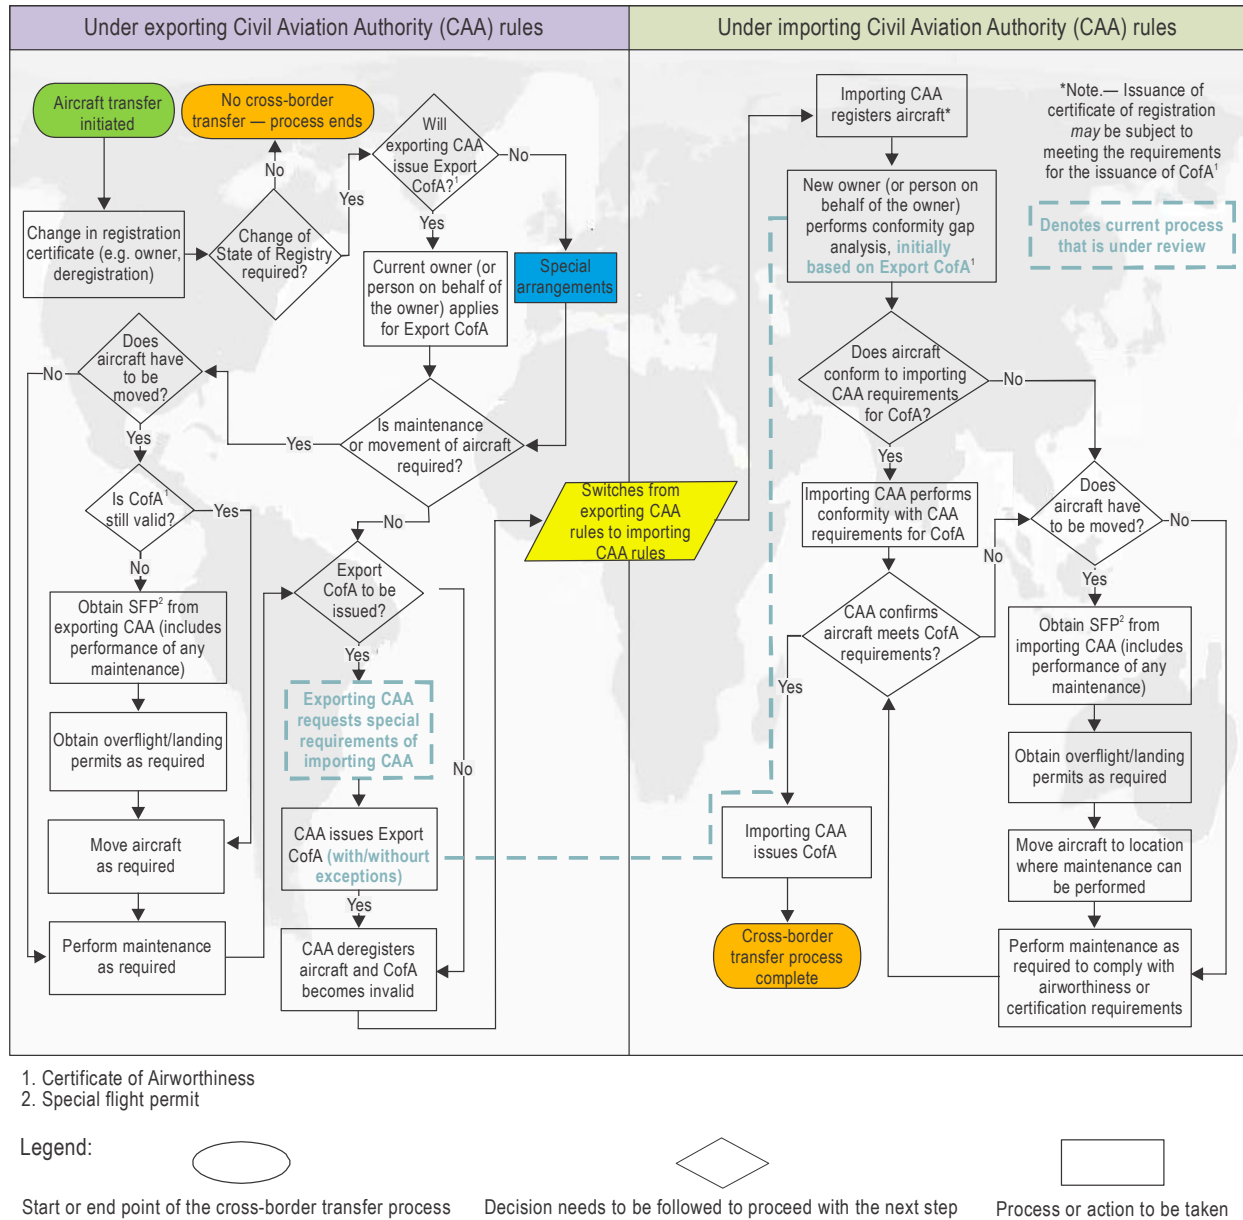 Under exporting Civil Aviation Authority (CAA) rules
Under importing Civil Aviation Authority (CAA) rules
Aircraft transfer
initiated
No cross-border
transfer — process ends
Will
exporting CAA
issue Export
CofA?1
No
Yes
No
Yes
Change in registration
certificate (e.g. owner,
deregistration)
Change of
State of Registry
required?
Current owner (or
person on behalf of
the owner) applies
for Export CofA
Special
arrangements
Does
aircraft have
to be
moved?
No
Yes
Is maintenance
or movement of aircraft
required?
Yes
No
Is CofA1
still valid?
Yes
No
Export
CofA to be
issued?
Yes
No
Obtain SFP2 from
exporting CAA (includes
performance of any
maintenance)
Exporting CAA
requests special
requirements of
importing CAA
Obtain overflight/landing
permits as required
Move aircraft
as required
CAA issues Export
CofA (with/withourt
exceptions)
Yes
Perform maintenance
as required
CAA deregisters
aircraft and CofA
becomes invalid
Switches from
exporting CAA
rules to importing
CAA rules
Importing CAA
registers aircraft*
*Note.— Issuance of
certificate of registration
may be subject to
meeting the requirements
for the issuance of CofA1
Denotes current process
that is under review
New owner (or person on
behalf of the owner)
performs conformity gap
analysis, initially
based on Export CofA1
Does aircraft
conform to importing
CAA requirements
for CofA?
No
Yes
Importing CAA performs
conformity with CAA
requirements for CofA
Does
aircraft have
to be moved?
No
No
Yes
CAA confirms
aircraft meets CofA
requirements?
Yes
Obtain SFP2 from
importing CAA (includes
performance of any
maintenance)
Obtain overflight/landing
permits as required
Importing CAA
issues CofA
Move aircraft to location
where maintenance can
be performed
Cross-border
transfer process
complete
Perform maintenance as
required to comply with
airworthiness or
certification requirements
1. Certificate of Airworthiness
2. Special flight permit
Legend:
Start or end point of the cross-border transfer process
Decision needs to be followed to proceed with the next step
Process or action to be taken